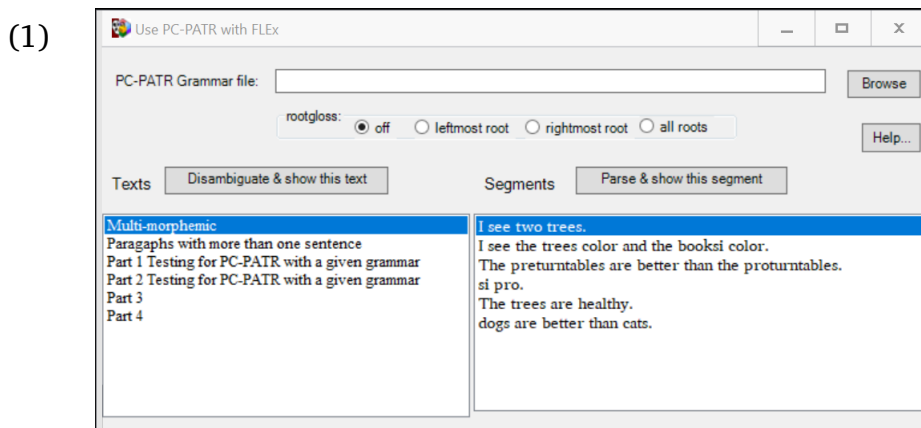 (1)
Use PC-PATR with FLEx
PC-PATR Grammar file: Browse
rootgloss: off leftmost root rightmost root all roots
Help...
Texts Disambiguate & show this text Segments Parse & show this segment
Multi-morphemic
Paragaphs with more than one sentence
Part 1 Testing for PC-PATR with a given grammar
Part 2 Testing for PC-PATR with a given grammar
Part 3
Part 4
I see two trees.
I see the trees color and the booksi color.
The preturntables are better than the proturntables.
si pro.
The trees are healthy.
dogs are better than cats.